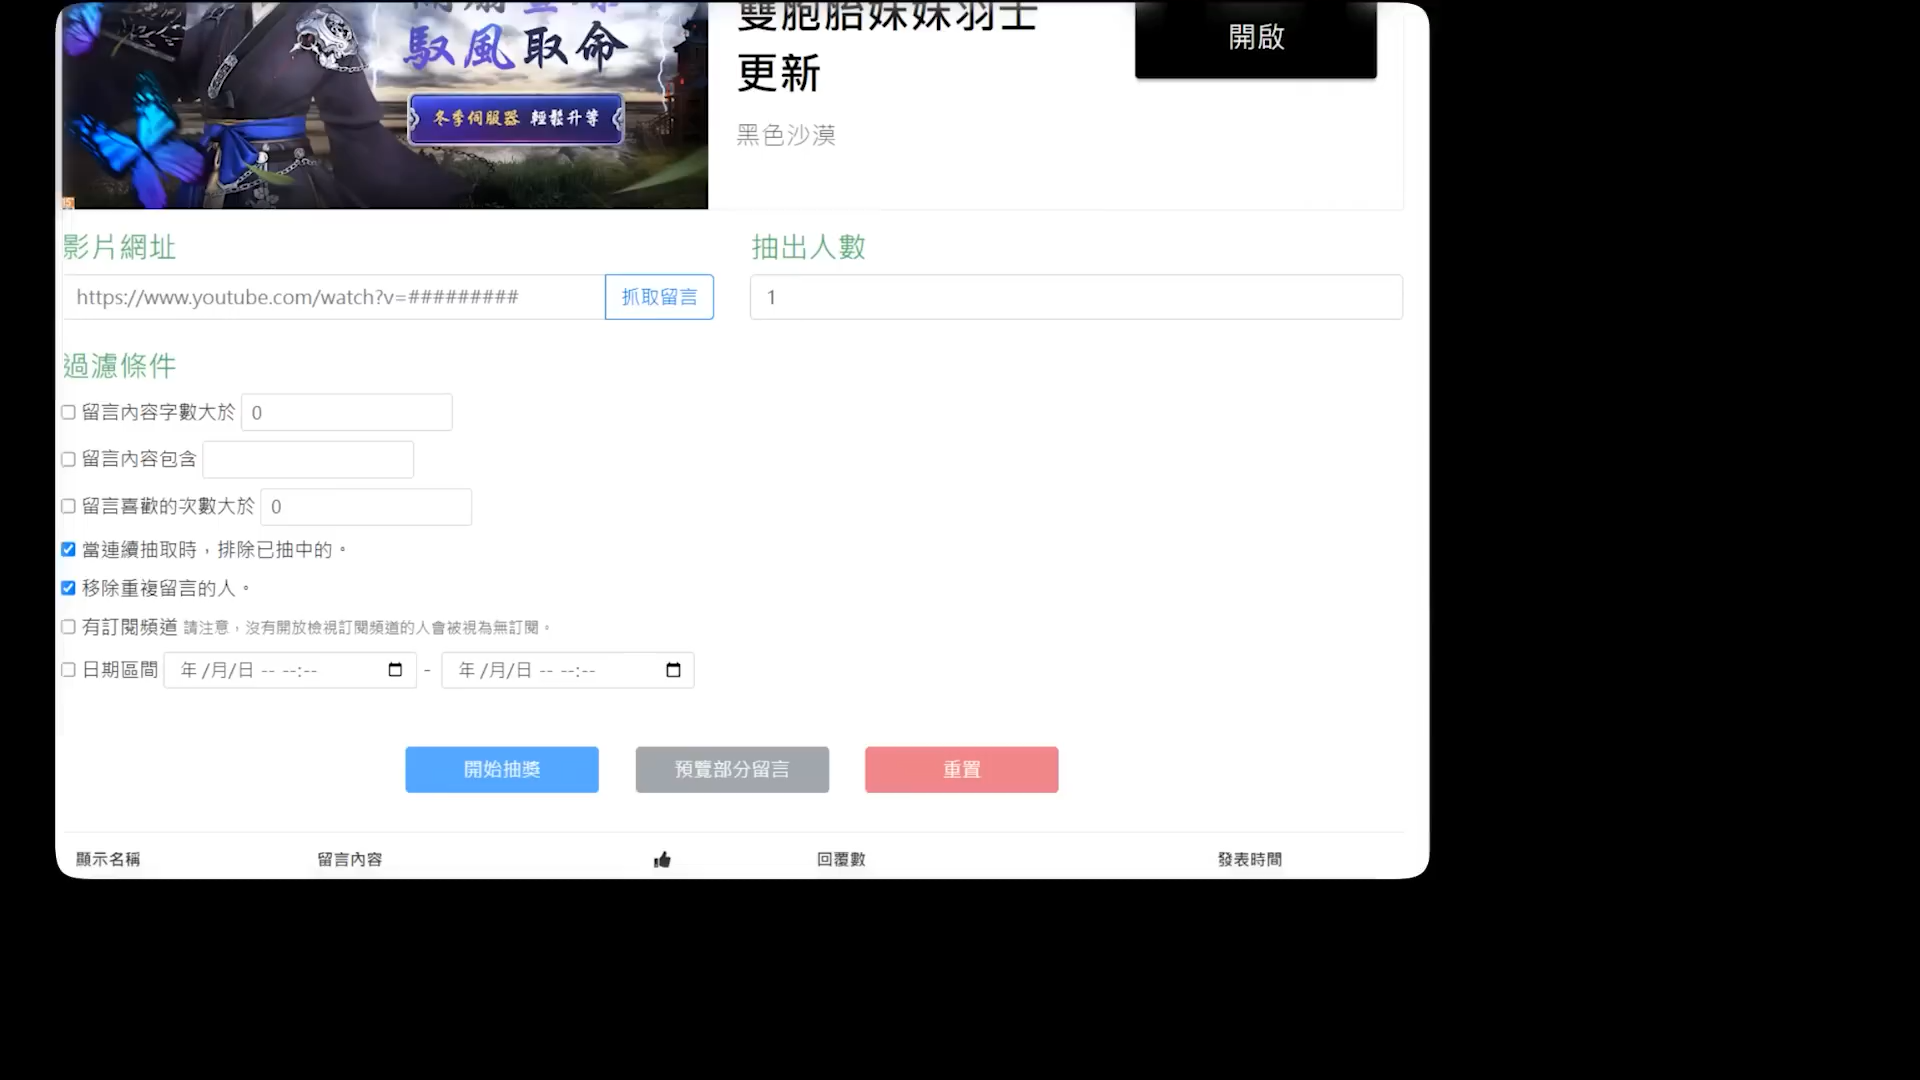 雙胞胎妹妹羽士
更新
開啟
馭風取命
冬季伺服器 輕鬆升等
黑色沙漠
影片網址
抽出人數
https://www.youtube.com/watch?v=#########
抓取留言
1
過濾條件
留言內容字數大於 0
留言內容包含
留言喜歡的次數大於 0
當連續抽取時，排除已抽中的。
移除重複留言的人。
有訂閱頻道 請注意，沒有開放檢視訂閱頻道的人會被視為無訂閱。
日期區間 年 /月/日 -- --:-- - 年 /月/日 -- --:--
開始抽獎
預覽部分留言
重置
顯示名稱 留言內容 回覆數 發表時間